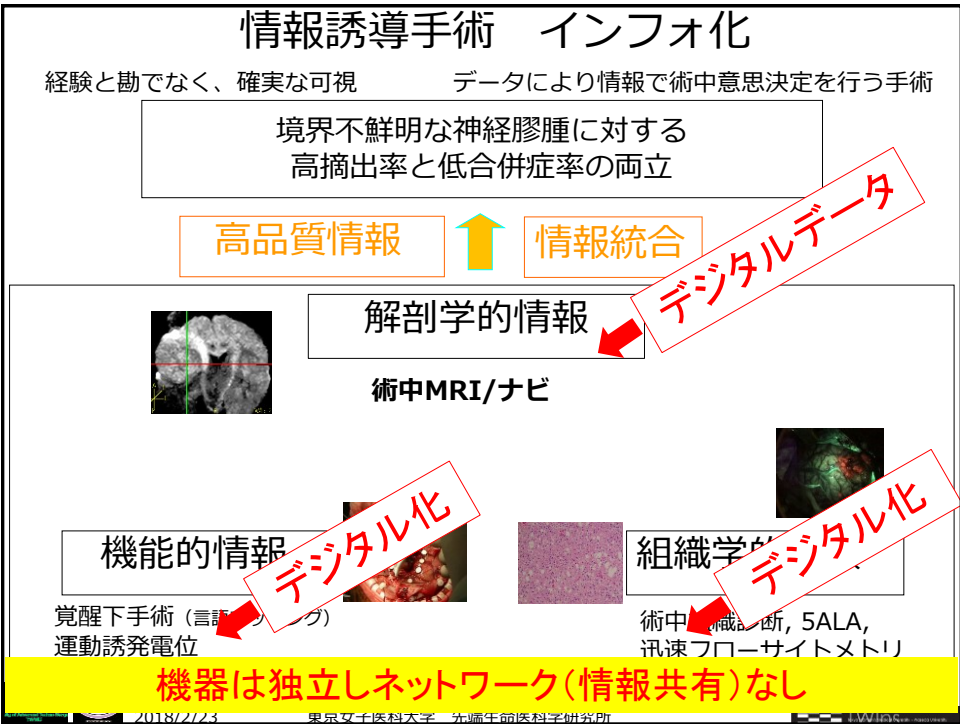 情報誘導手術 インフォ化
経験と勘でなく、確実な可視 データにより情報で術中意思決定を行う手術
境界不鮮明な神経膠腫に対する
高摘出率と低合併症率の両立
高品質情報 情報統合
デジタルデータ
解剖学的情報
術中MRI/ナビ
デジタル化
デジタル化
機能的情報
組織学的
覚醒下手術（言語 グ）
運動誘発電位
術中 織診断, 5ALA,
迅速フローサイトメトリ
機器は独立しネットワーク（情報共有）なし
2018/2/23 東京女子医科大学 先端生命医科学研究所